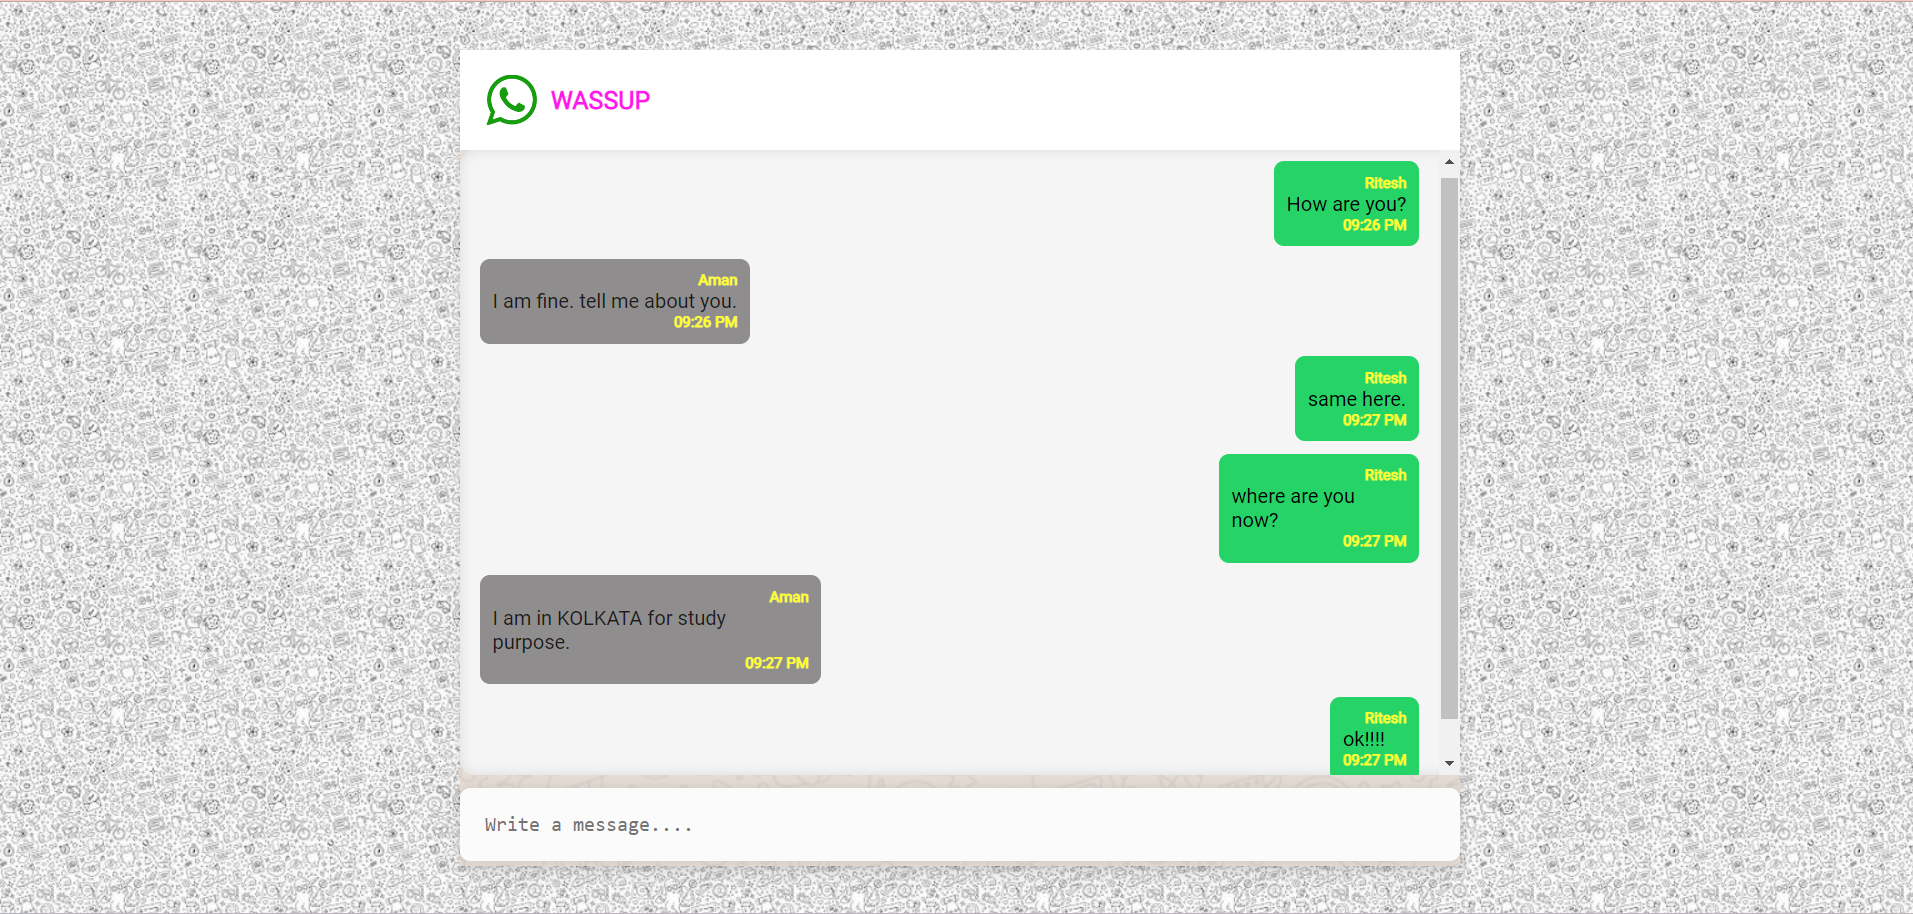 WASSUP
Ritesh
How are you?
09:26 PM
Aman
I am fine. tell me about you.
09:26 PM
Ritesh
same here.
09:27 PM
Ritesh
where are you
now?
09:27 PM
Aman
I am in KOLKATA for study
purpose.
09:27 PM
Ritesh
ok!!!!
09:27 PM
Write a message....